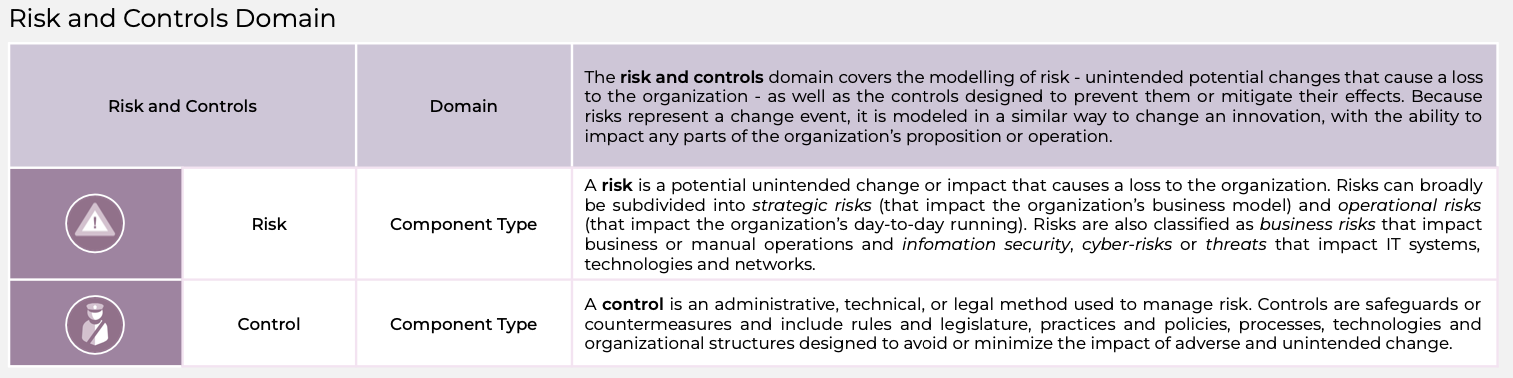 Risk and Controls Domain
Risk and Controls
Domain
The risk and controls domain covers the modelling of risk - unintended potential changes that cause a loss
to the organization - as well as the controls designed to prevent them or mitigate their effects. Because
risks represent a change event, it is modeled in a similar way to change an innovation, with the ability to
impact any parts of the organization's proposition or operation.
Risk
Component Type
A risk is a potential unintended change or impact that causes a loss to the organization. Risks can broadly
be subdivided into strategic risks (that impact the organization's business model) and operational risks
(that impact the organization's day-to-day running). Risks are also classified as business risks that impact
business or manual operations and infomation security, cyber-risks or threats that impact IT systems,
technologies and networks.
Control
Component Type
A control is an administrative, technical, or legal method used to manage risk. Controls are safeguards or
countermeasures and include rules and legislature, practices and policies, processes, technologies and
organizational structures designed to avoid or minimize the impact of adverse and unintended change.